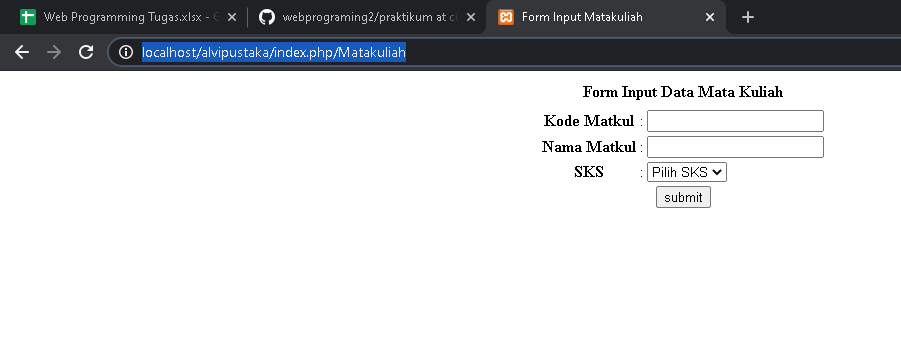 Web Programming Tugas.xlsx - G
webprograming2/praktikum at cl
Form Input Matakuliah
localhost/alvipustaka/index.php/Matakuliah
Form Input Data Mata Kuliah
Kode Matkul :
Nama Matkul :
SKS : Pilih SKS
submit